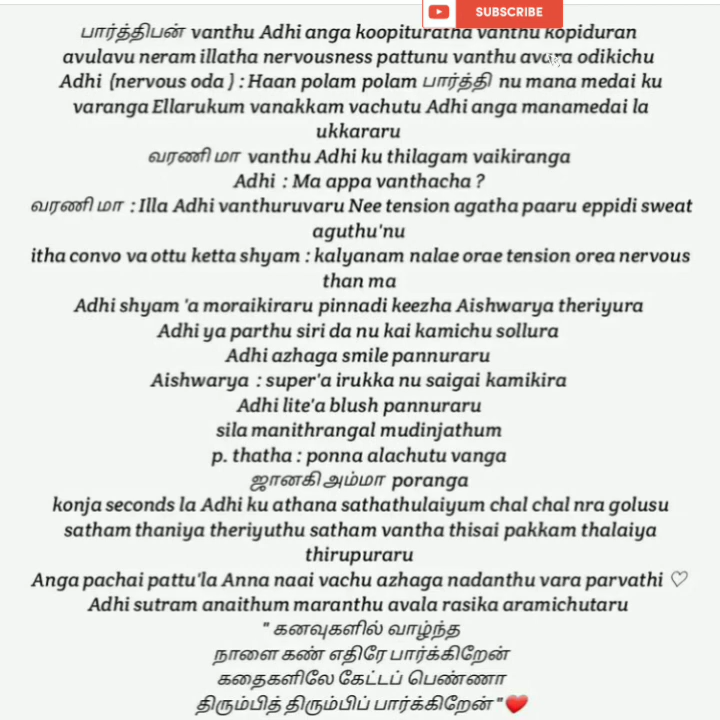 SUBSCRIBE
பார்த்திபன் vanthu Adhi anga koopituratha vanthu kopiduran
avulavu neram illatha nervousness pattunu vanthu avara odikichu
Adhi (nervous oda ) : Haan polam polam பார்த்தி nu mana medai ku
varanga Ellarukum vanakkam vachutu Adhi anga manamedai la
ukkararu
வரணி மா vanthu Adhi ku thilagam vaikiranga
Adhi : Ma appa vanthacha ?
வரணி மா : Illa Adhi vanthuruvaru Nee tension agatha paaru eppidi sweat
aguthu'nu
itha convo va ottu ketta shyam : kalyanam nalae orae tension orea nervous
than ma
Adhi shyam 'a moraikiraru pinnadi keezha Aishwarya theriyura
Adhi ya parthu siri da nu kai kamichu sollura
Adhi azhaga smile pannuraru
Aishwarya : super'a irukka nu saigai kamikira
Adhi lite'a blush pannuraru
sila manithrangal mudinjathum
p. thatha : ponna alachutu vanga
ஜானகி அம்மா poranga
konja seconds la Adhi ku athana sathathulaiyum chal chal nra golusu
satham thaniya theriyuthu satham vantha thisai pakkam thalaiya
thirupuraru
Anga pachai pattu'la Anna naai vachu azhaga nadanthu vara parvathi ♡
Adhi sutram anaithum maranthu avala rasika aramichutaru
" கனவுகளில் வாழ்ந்த
நாளை கண் எதிரே பார்க்கிறேன்
கதைகளிலே கேட்டப் பெண்ணா
திரும்பித் திரும்பிப் பார்க்கிறேன் " ❤️